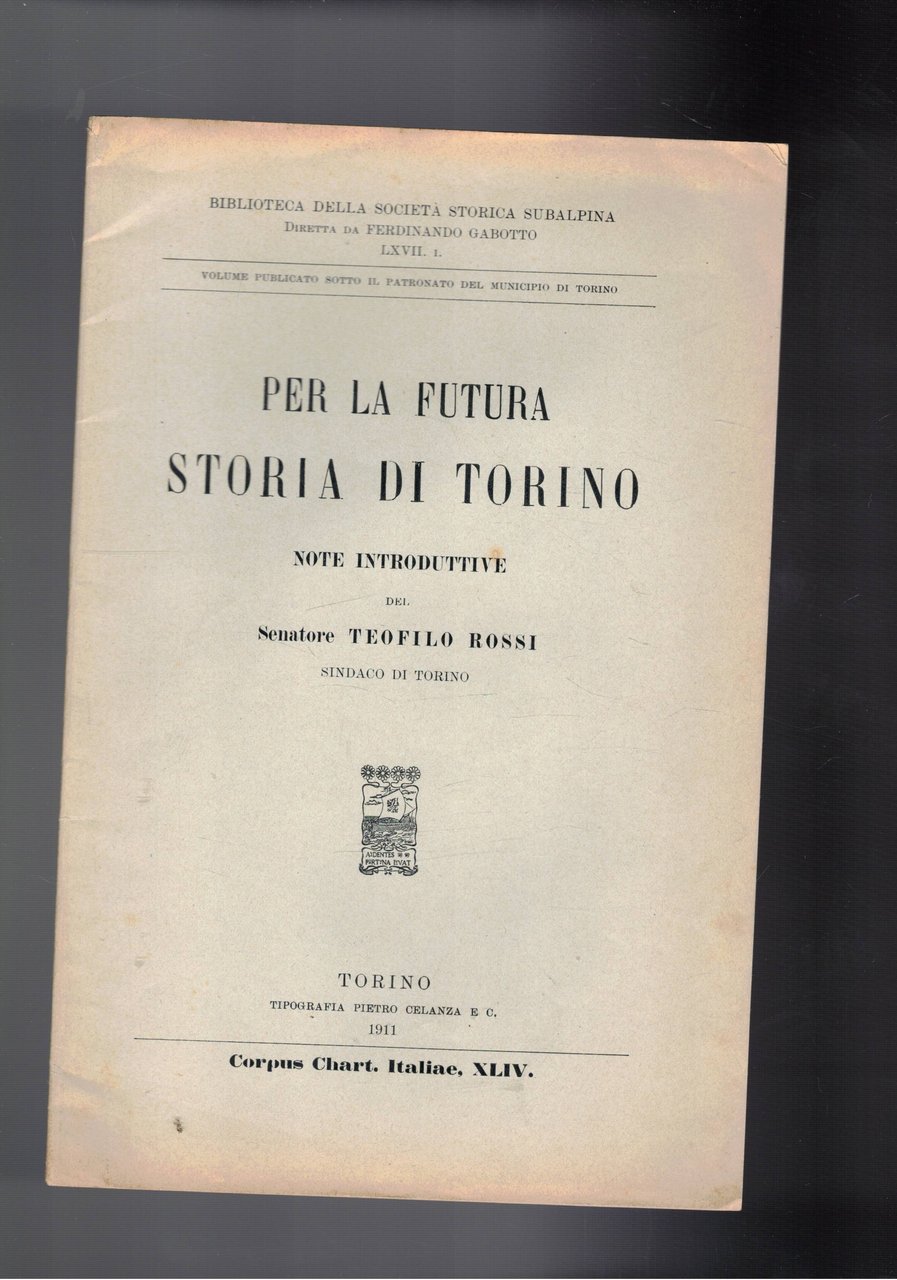 BIBLIOTECA DELLA SOCIETÀ STORICA SUBALPINA
DIRETTA DA FERDINANDO GABOTTO
LXVII. 1.
VOLUME PUBLICATO SOTTO IL PATRONATO DEL MUNICIPIO DI TORINO
PER LA FUTURA
STORIA DI TORINO
NOTE INTRODUTTIVE
DEL
Senatore TEOFILO ROSSI
SINDACO DI TORINO
TORINO
TIPOGRAFIA PIETRO CELANZA E C.
1911
Corpus Chart. Italiae, XLIV.